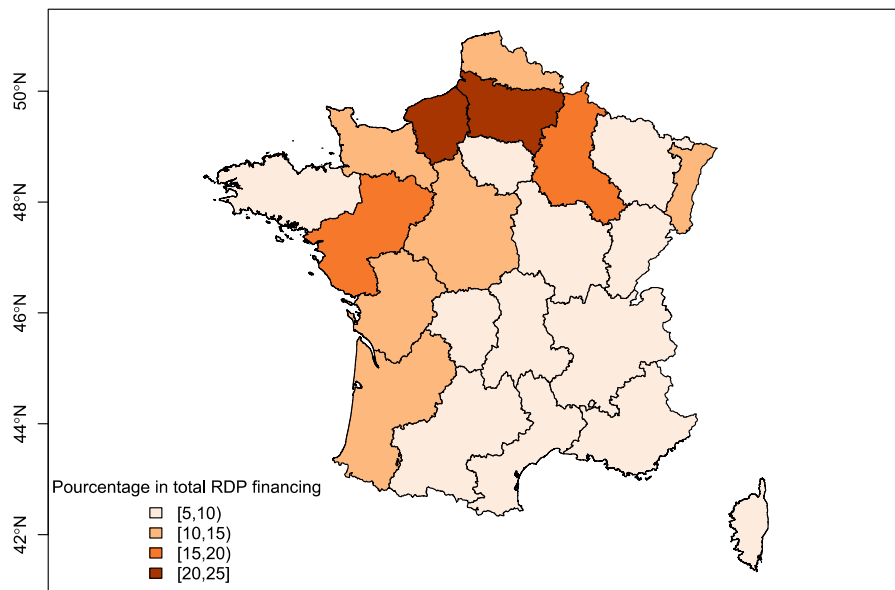 50°N
48°N
46°N
44°N
42°N
Pourcentage in total RDP financing
[5,10)
[10,15)
[15,20)
[20,25]